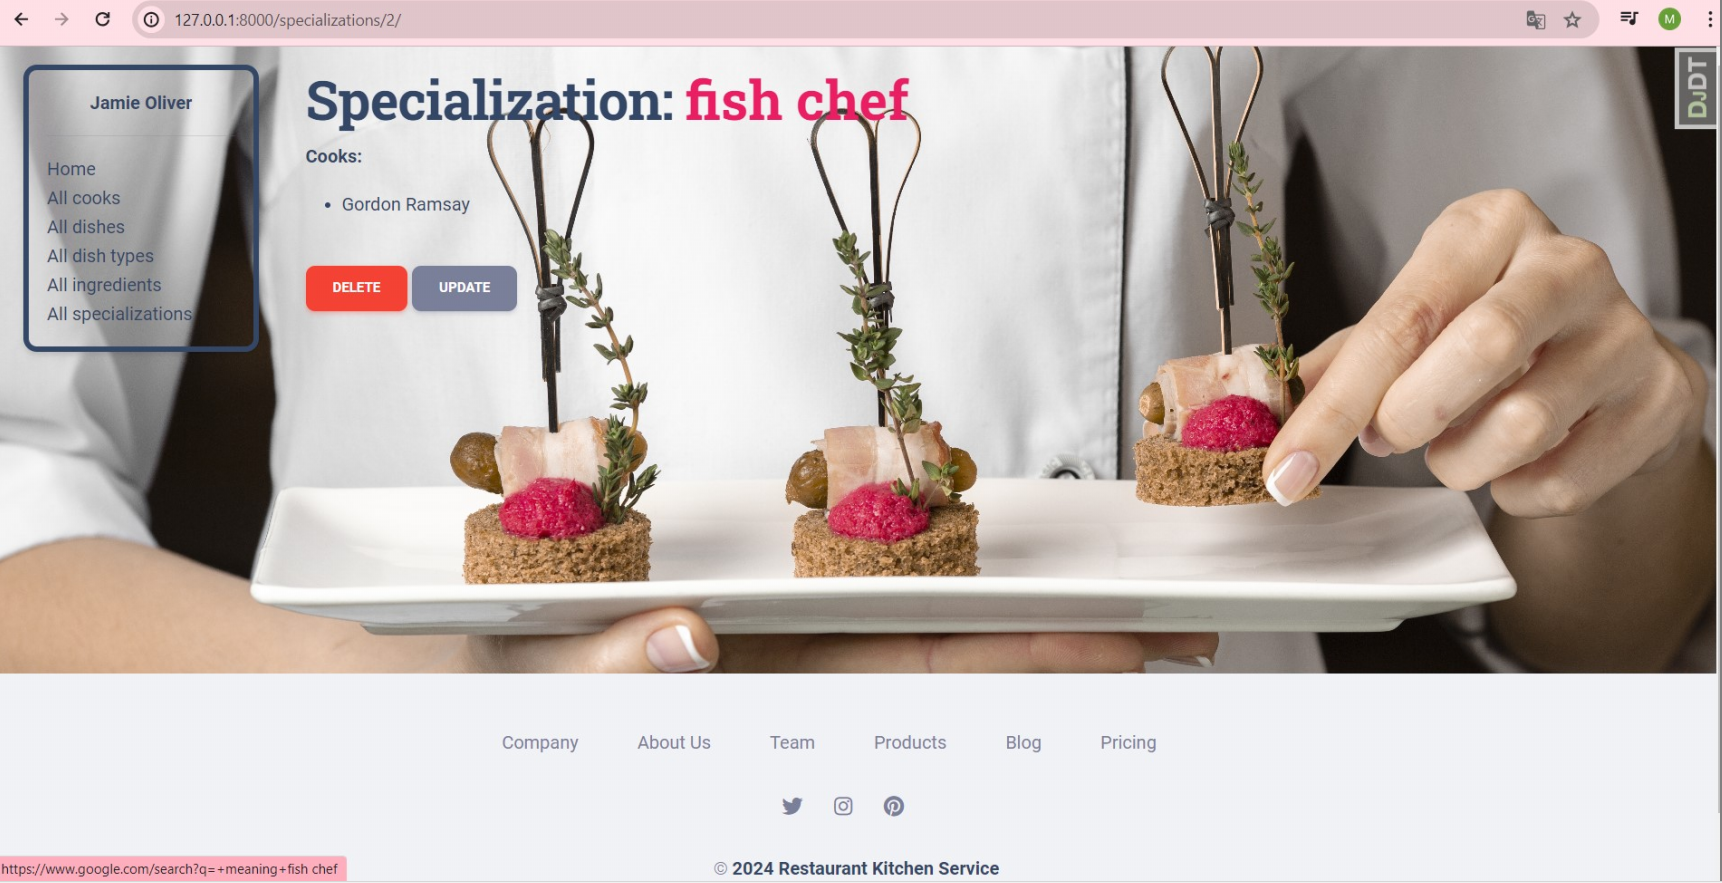 127.0.0.1:8000/specializations/2/
M
DJDT
Jamie Oliver
Home
All cooks
All dishes
All dish types
All ingredients
All specializations
Specialization: fish chef
Cooks:
• Gordon Ramsay
DELETE UPDATE
Company About Us Team Products Blog Pricing
© 2024 Restaurant Kitchen Service
https://www.google.com/search?q=+meaning+fish chef